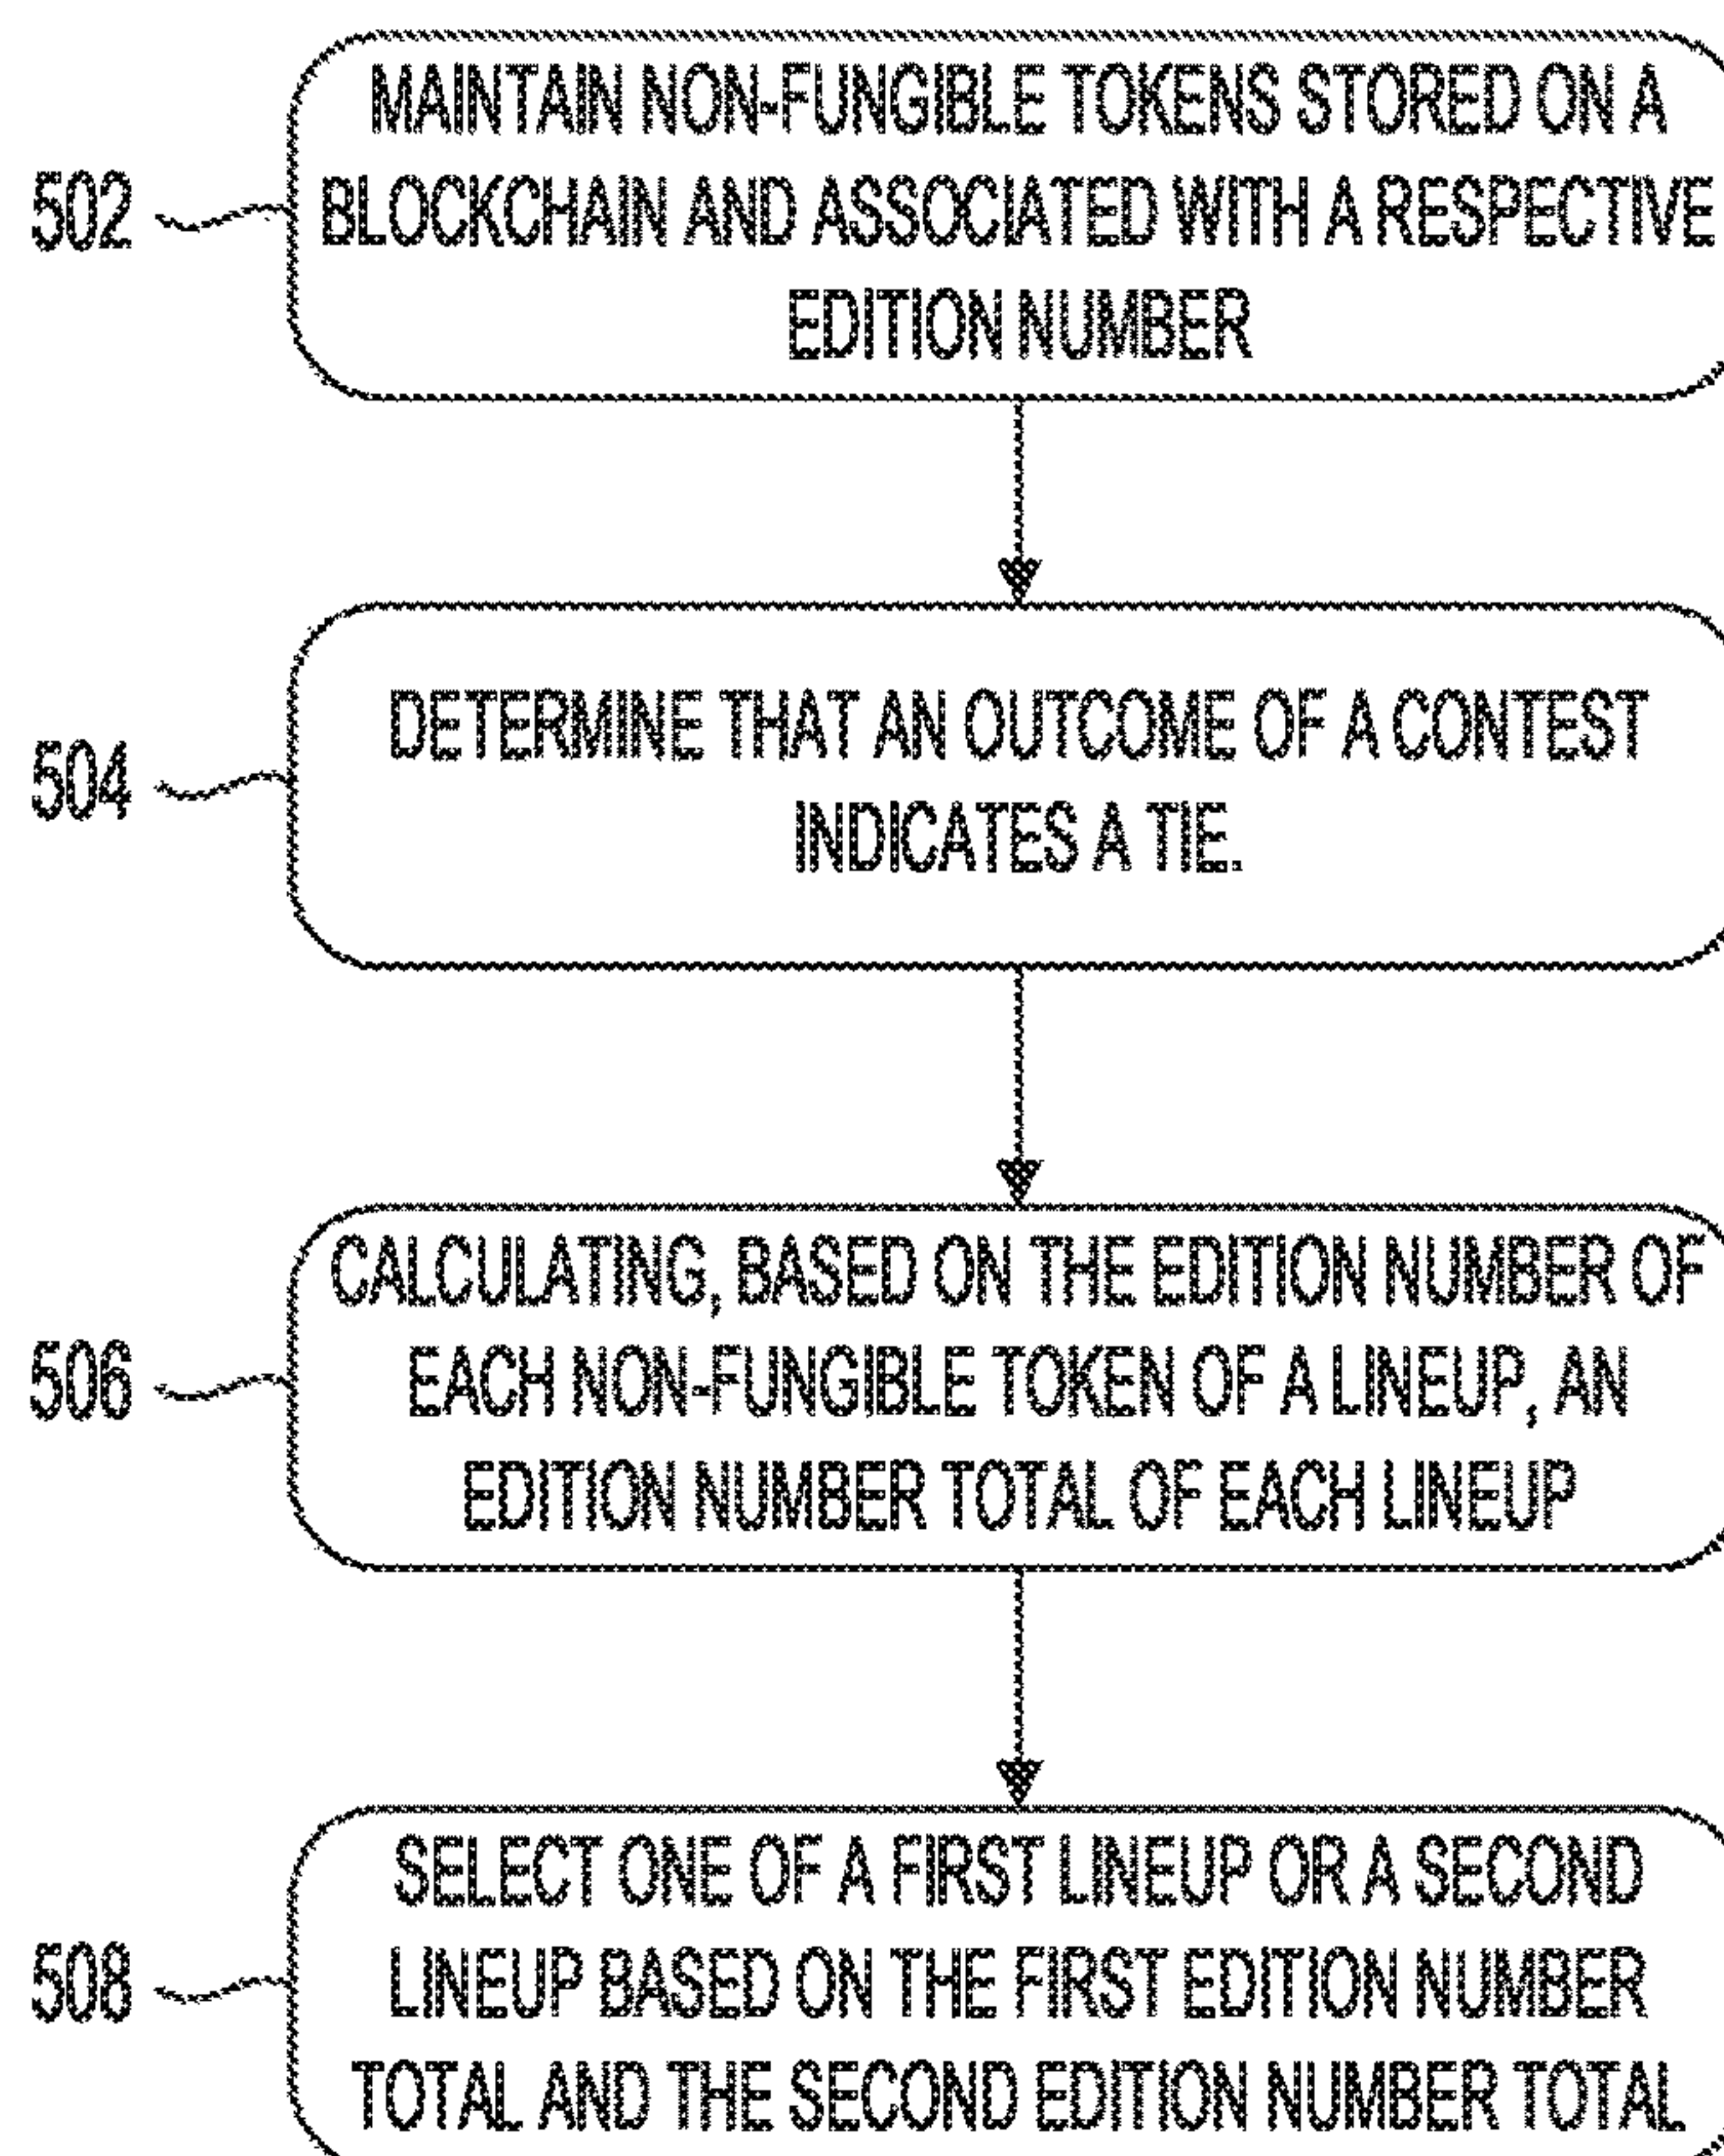 MAINTAIN NON-FUNGIBLE TOKENS STORED ON A
502
BLOCKCHAIN AND ASSOCIATED WITH A RESPECTIVE
EDITION NUMBER
DETERMINE THAT AN OUTCOME OF A CONTEST
504
INDICATES A TIE.
CALCULATING, BASED ON THE EDITION NUMBER OF
506
EACH NON-FUNGIBLE TOKEN OF A LINEUP, AN
EDITION NUMBER TOTAL OF EACH LINEUP
SELECT ONE OF A FIRST LINEUP OR A SECOND
508
LINEUP BASED ON THE FIRST EDITION NUMBER
TOTAL AND THE SECOND EDITION NUMBER TOTAL